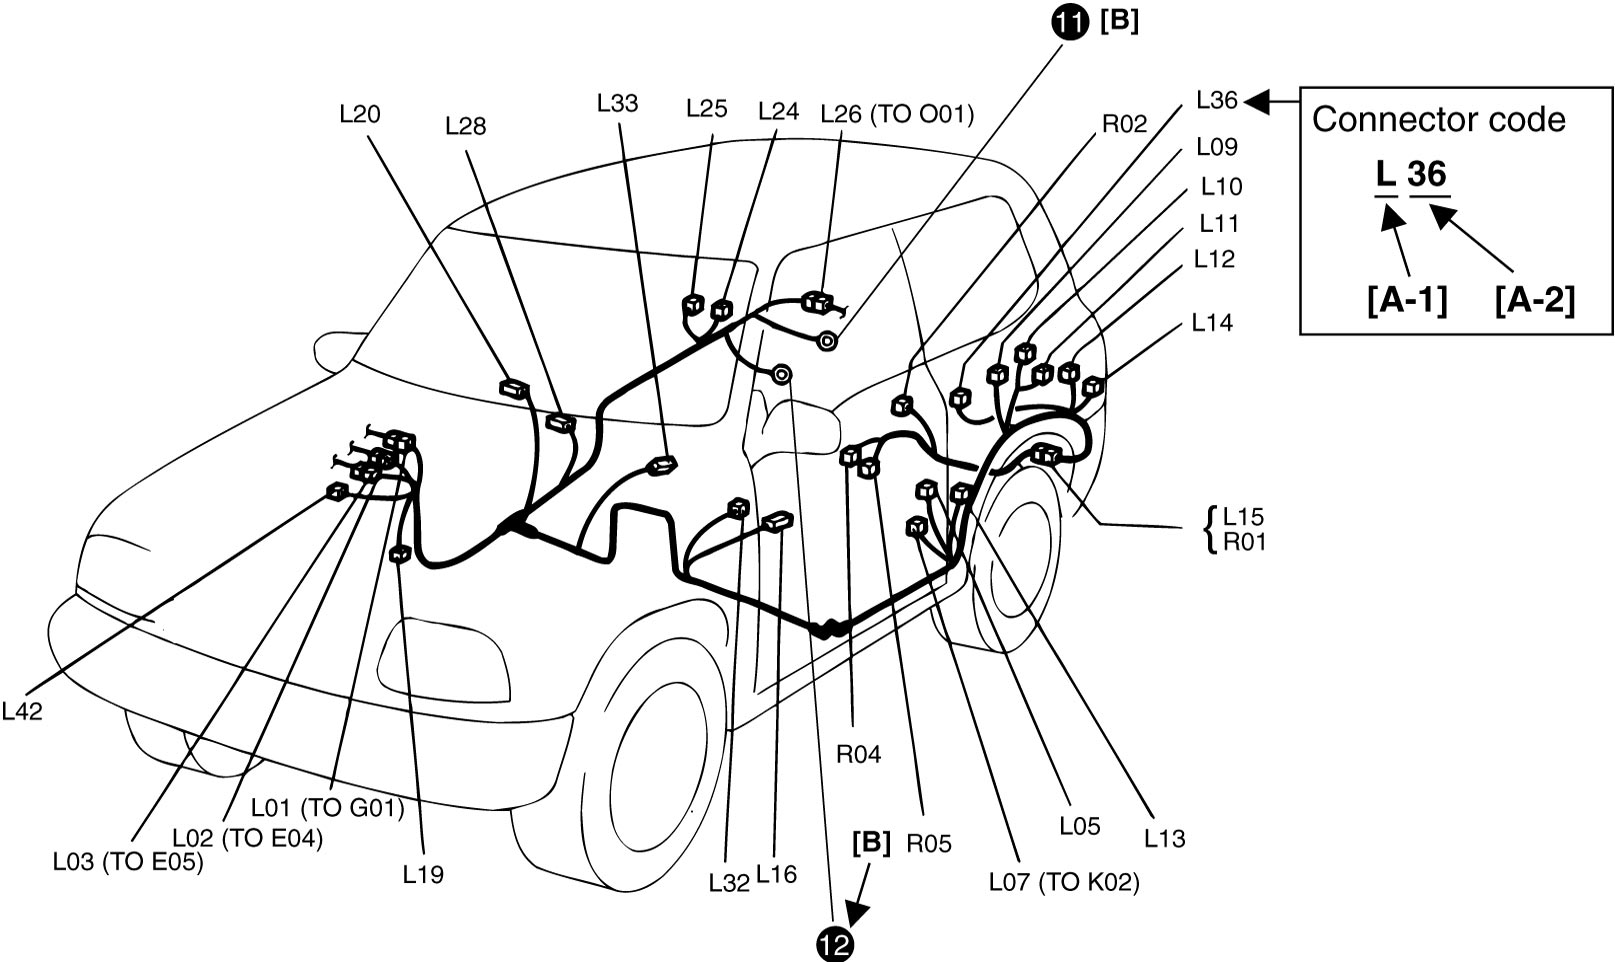 11 [B]
L20
L28
L33
L25
L24
L26 (TO O01)
R02
L36
L09
L10
L11
L12
L14
Connector code
L 36
[A-1]
[A-2]
{ L15
R01
L42
L01 (TO G01)
L02 (TO E04)
L03 (TO E05)
L19
L32
L16
R04
[B]
R05
L05
L13
L07 (TO K02)
12